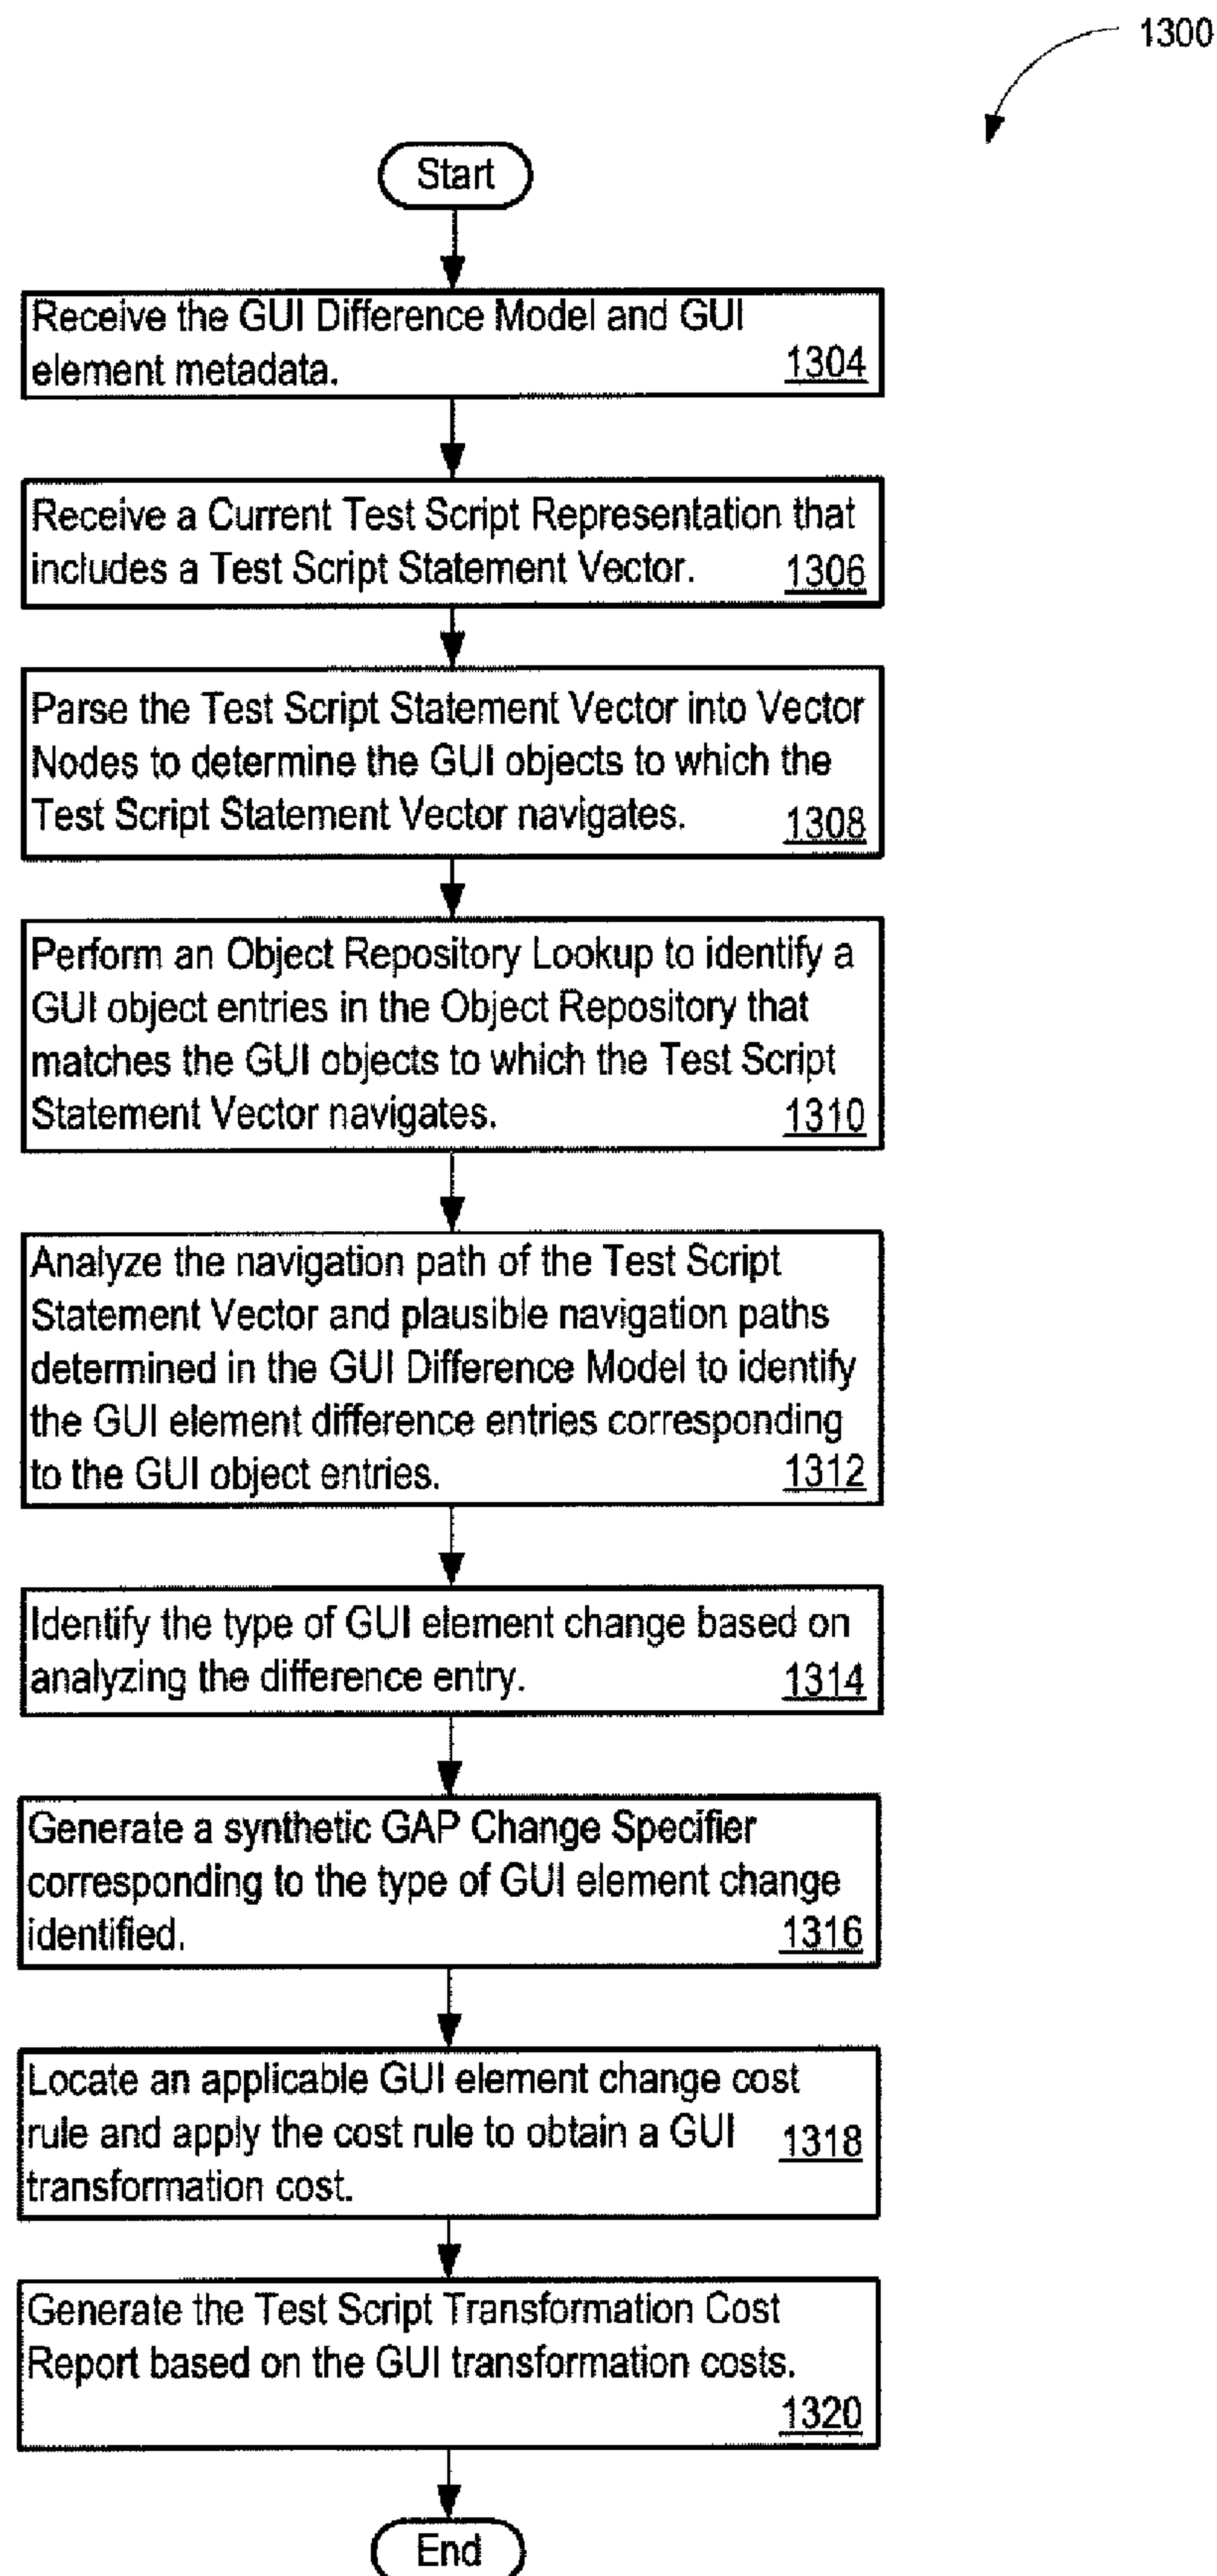 1300
Start
Receive the GUI Difference Model and GUI
element metadata. 1304
Receive a Current Test Script Representation that
includes a Test Script Statement Vector. 1306
Parse the Test Script Statement Vector into Vector
Nodes to determine the GUI objects to which the
Test Script Statement Vector navigates. 1308
Perform an Object Repository Lookup to identify a
GUI object entries in the Object Repository that
matches the GUI objects to which the Test Script
Statement Vector navigates. 1310
Analyze the navigation path of the Test Script
Statement Vector and plausible navigation paths
determined in the GUI Difference Model to identify
the GUI element difference entries corresponding
to the GUI object entries. 1312
Identify the type of GUI element change based on
analyzing the difference entry. 1314
Generate a synthetic GAP Change Specifier
corresponding to the type of GUI element change
identified. 1316
Locate an applicable GUI element change cost
rule and apply the cost rule to obtain a GUI 1318
transformation cost.
Generate the Test Script Transformation Cost
Report based on the GUI transformation costs.
1320
End